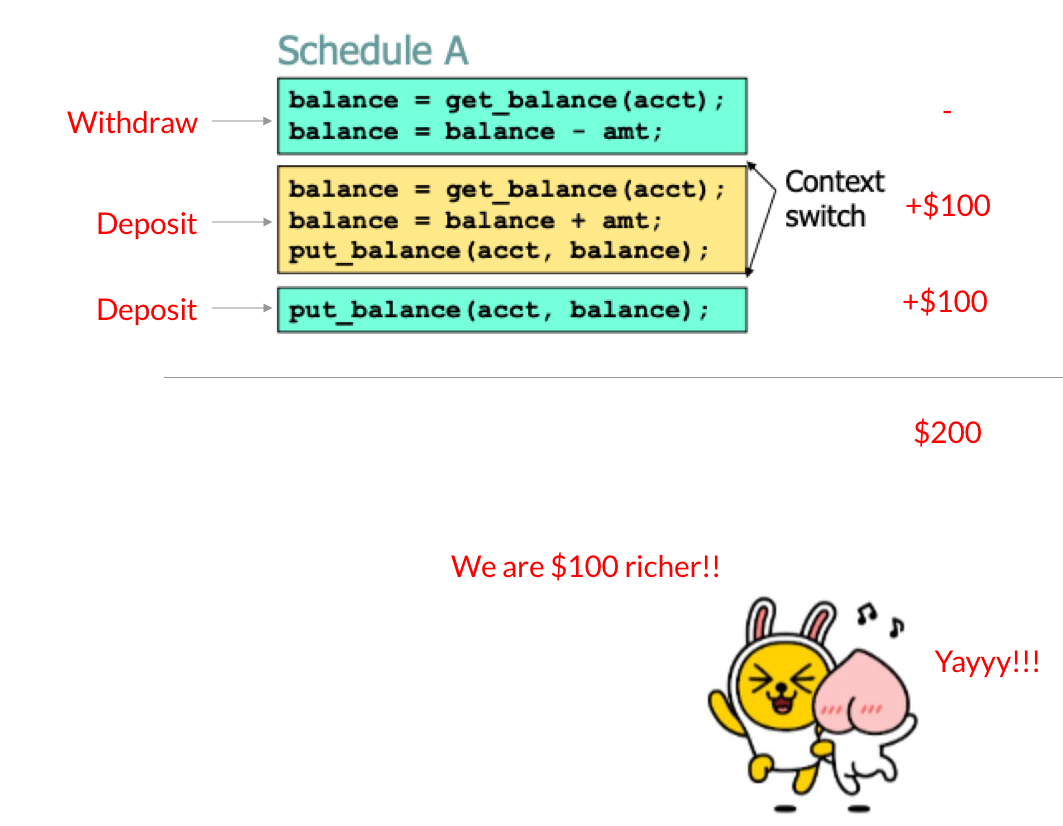 Schedule A
Withdraw
balance = get_balance(acct);
balance = balance - amt;
-
Deposit
balance = get_balance(acct);
balance = balance + amt;
put_balance(acct, balance);
Context
switch
+$100
Deposit
put_balance(acct, balance);
+$100
$200
We are $100 richer!!
Yayyy!!!